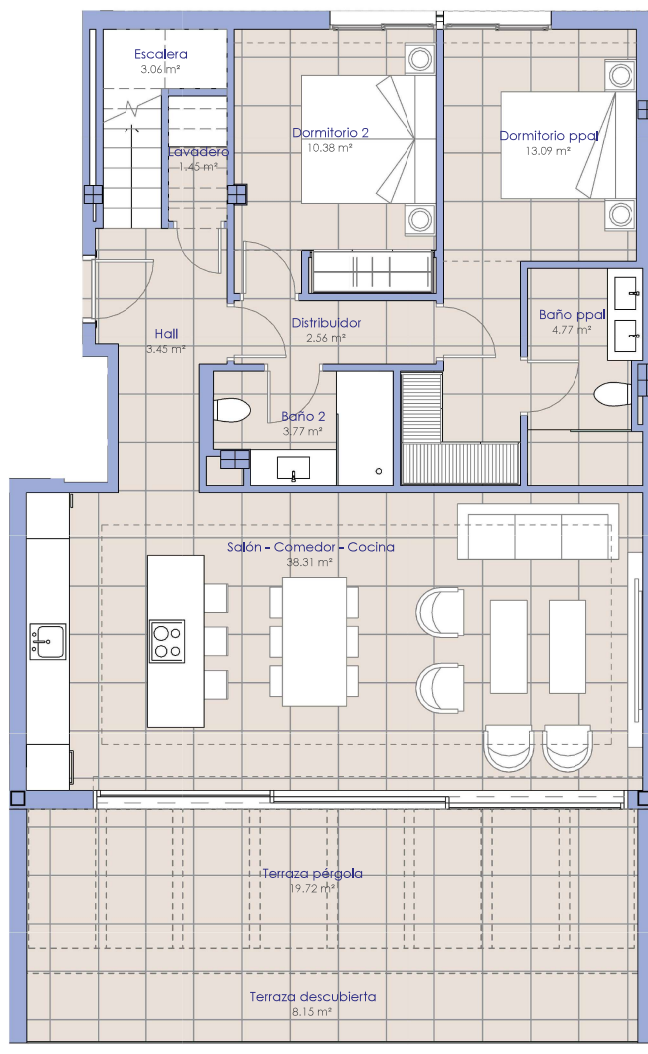 Escalera
3.06 m²
Lavadero
1.45 m²
Dormitorio 2
10.38 m²
Dormitorio ppal
13.09 m²
Hall
3.45 m²
Distribuidor
2.56 m²
Baño ppal
4.77 m²
Baño 2
3.77 m²
Salón - Comedor - Cocina
38.31 m²
Terraza pérgola
19.72 m²
Terraza descubierta
8.15 m²